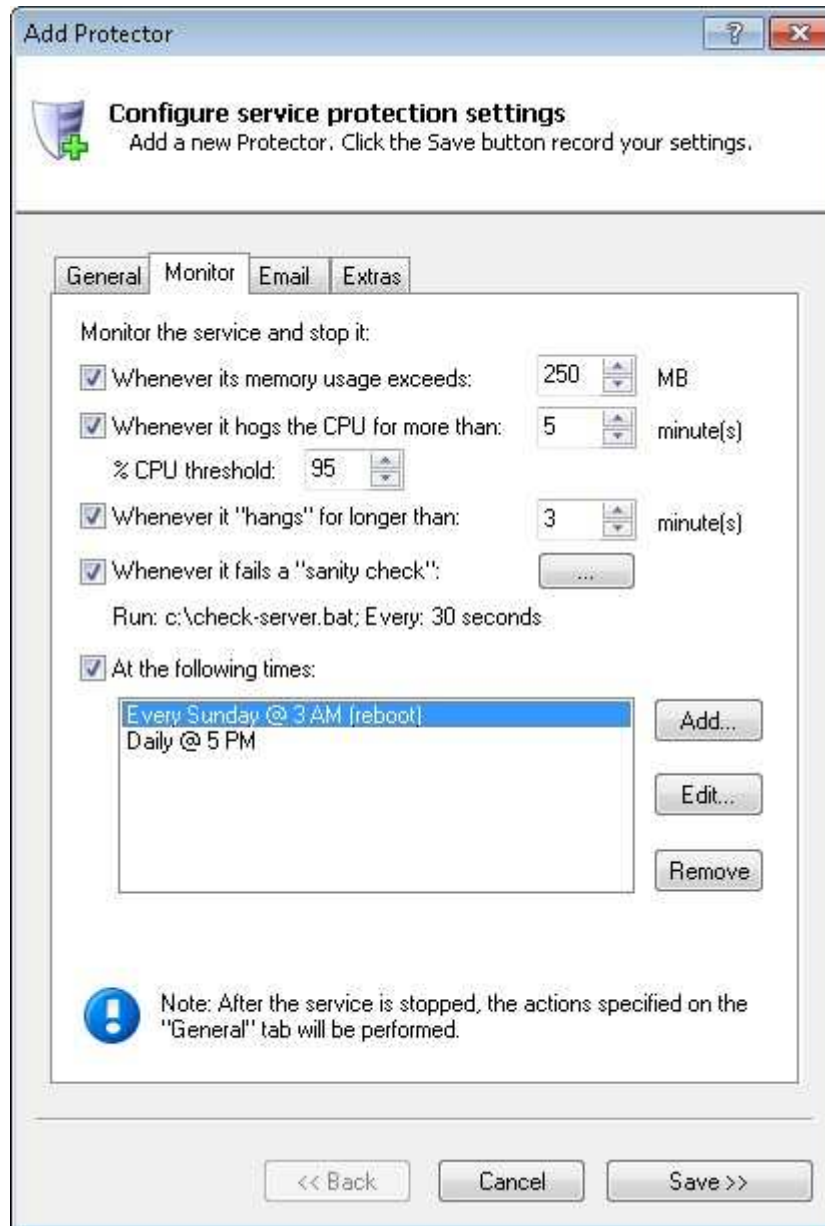 Add Protector
Configure service protection settings
Add a new Protector. Click the Save button record your settings.
General Monitor Email Extras
Monitor the service and stop it:
Whenever its memory usage exceeds: 250 MB
Whenever it hogs the CPU for more than: 5 minute(s)
% CPU threshold: 95
Whenever it "hangs" for longer than: 3 minute(s)
Whenever it fails a "sanity check": ...
Run: c:\check-server.bat; Every: 30 seconds
At the following times:
Every Sunday @ 3 AM (reboot)
Daily @ 5 PM
Add...
Edit...
Remove
Note: After the service is stopped, the actions specified on the
"General" tab will be performed.
<< Back Cancel Save >>